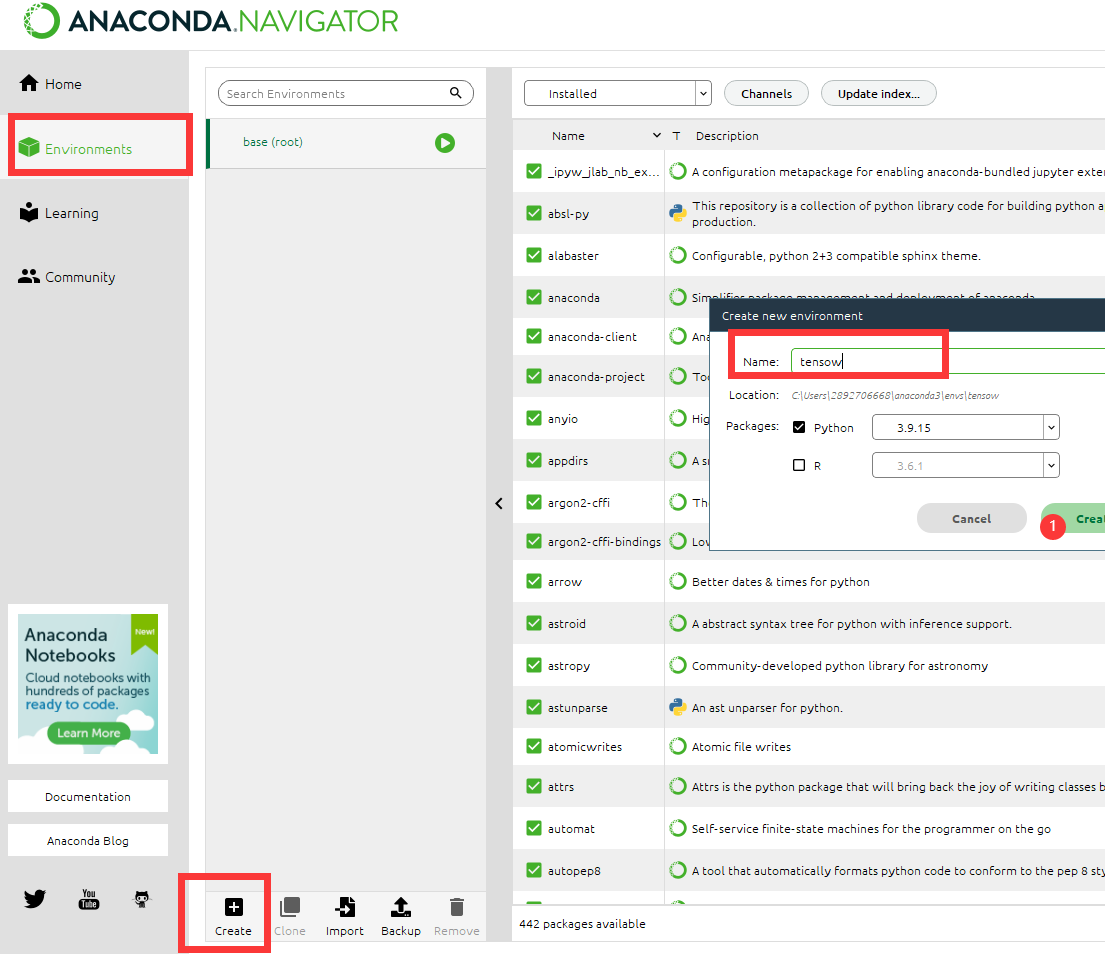 ANACONDA.NAVIGATOR
Home
Environments
Learning
Community
Anaconda
Notebooks
New!
Cloud notebooks with
hundreds of packages
ready to code.
Learn More
Documentation
Anaconda Blog
You
Tube
Search Environments
base (root)
Create
Clone
Import
Backup
Remove
Installed
Channels
Update index...
Name T Description
_ipyw_jlab_nb_ex... A configuration metapackage for enabling anaconda-bundled jupyter exter
absl-py This repository is a collection of python library code for building python a
production.
alabaster Configurable, python 2+3 compatible sphinx theme.
anaconda Simplifies package management and deployment of anaconda
anaconda-client Ana
anaconda-project Too
anyio Hig
appdirs A sr
argon2-cffi The
argon2-cffi-bindings Lov
arrow Better dates & times for python
astroid A abstract syntax tree for python with inference support.
astropy Community-developed python library for astronomy
astunparse An ast unparser for python.
atomicwrites Atomic file writes
attrs Attrs is the python package that will bring back the joy of writing classes b
automat Self-service finite-state machines for the programmer on the go
autopep8 A tool that automatically formats python code to conform to the pep 8 sty
442 packages available
Create new environment
Name: tensow
Location: C:\Users\2892706668\anaconda3\envs\tensow
Packages: Python 3.9.15
R 3.6.1
Cancel
1 Crea